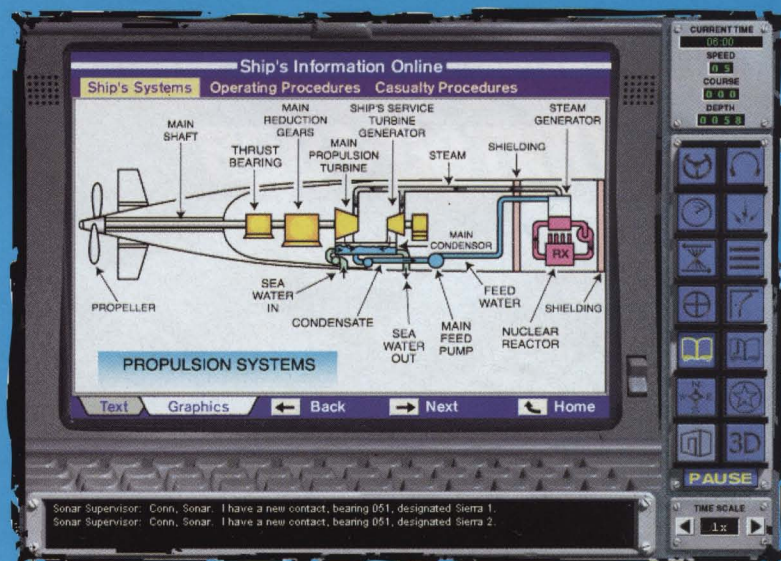 Ship's Information Online
Ship's Systems Operating Procedures Casualty Procedures
MAIN
SHAFT
THRUST
BEARING
MAIN
REDUCTION
GEARS
MAIN
PROPULSION
TURBINE
SHIP'S SERVICE
TURBINE
GENERATOR
STEAM
SHIELDING
STEAM
GENERATOR
MAIN
CONDENSOR
RX
PROPELLER
SEA
WATER
IN
CONDENSATE
SEA
WATER
OUT
MAIN
FEED
PUMP
FEED
WATER
NUCLEAR
REACTOR
SHIELDING
PROPULSION SYSTEMS
Text Graphics Back Next Home
Sonar Supervisor: Conn, Sonar. I have a new contact, bearing 051, designated Sierra 1.
Sonar Supervisor: Conn, Sonar. I have a new contact, bearing 051, designated Sierra 2.
CURRENT TIME
06:00
SPEED
05
COURSE
000
DEPTH
0058
3D
PAUSE
TIME SCALE
1x